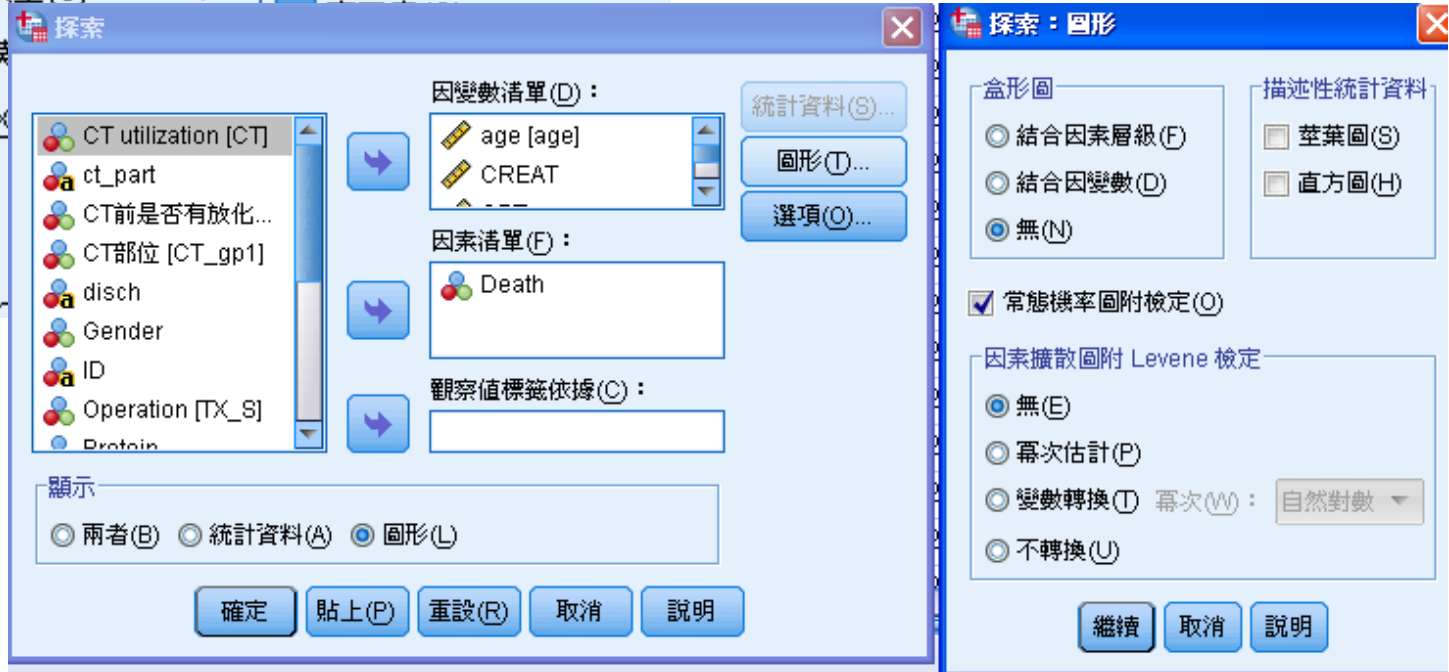 探索
因變數清單(D)：
CT utilization [CT]
ct_part
CT前是否有放化...
CT部位 [CT_gp1]
disch
Gender
ID
Operation [TX_S]
Protein
age [age]
CREAT
因素清單(F)：
Death
觀察值標籤依據(C)：
統計資料(S)...
圖形(T)...
選項(O)...
顯示
兩者(B) 統計資料(A) 圖形(L)
確定 貼上(P) 重設(R) 取消 說明
探索：圖形
盒形圖
結合因素層級(F)
結合因變數(D)
無(N)
描述性統計資料
莖葉圖(S)
直方圖(H)
常態機率圖附檢定(O)
因素擴散圖附 Levene 檢定
無(E)
冪次估計(P)
變數轉換(T) 冪次(W)： 自然對數
不轉換(U)
繼續 取消 說明